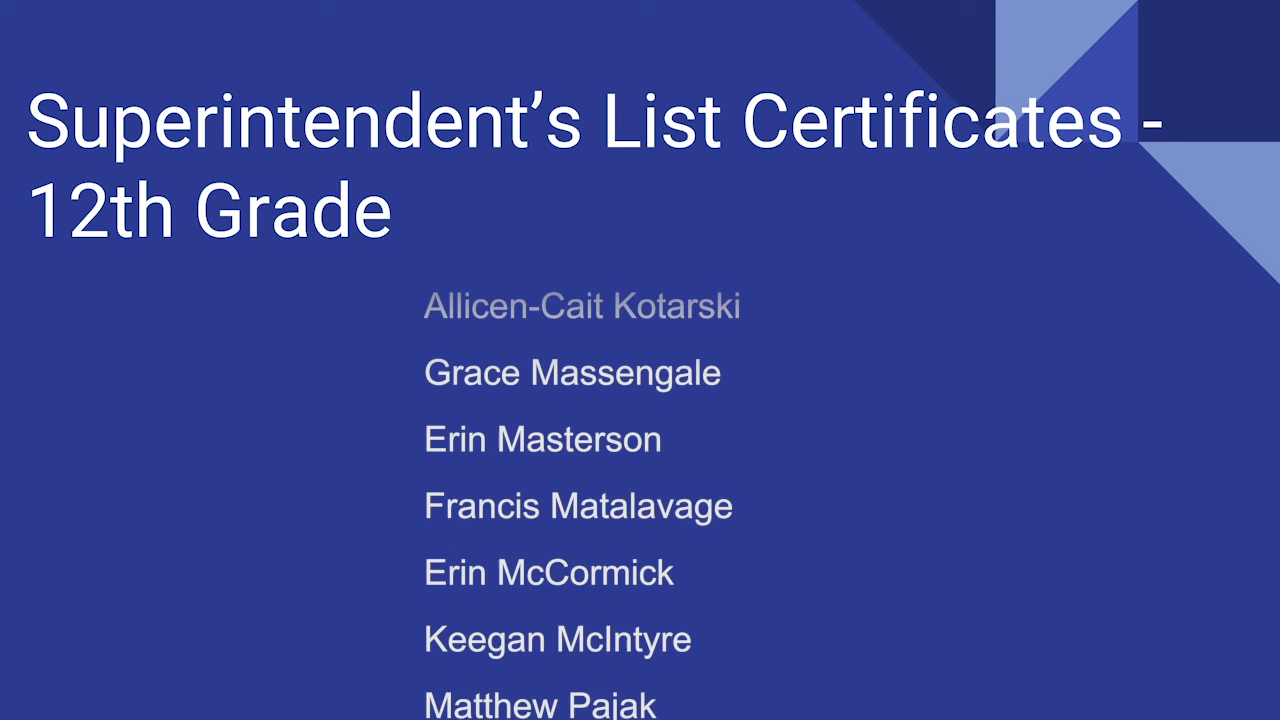 Superintendent’s List Certificates -
12th Grade
Allicen-Cait Kotarski
Grace Massengale
Erin Masterson
Francis Matalavage
Erin McCormick
Keegan McIntyre
Matthew Pajak